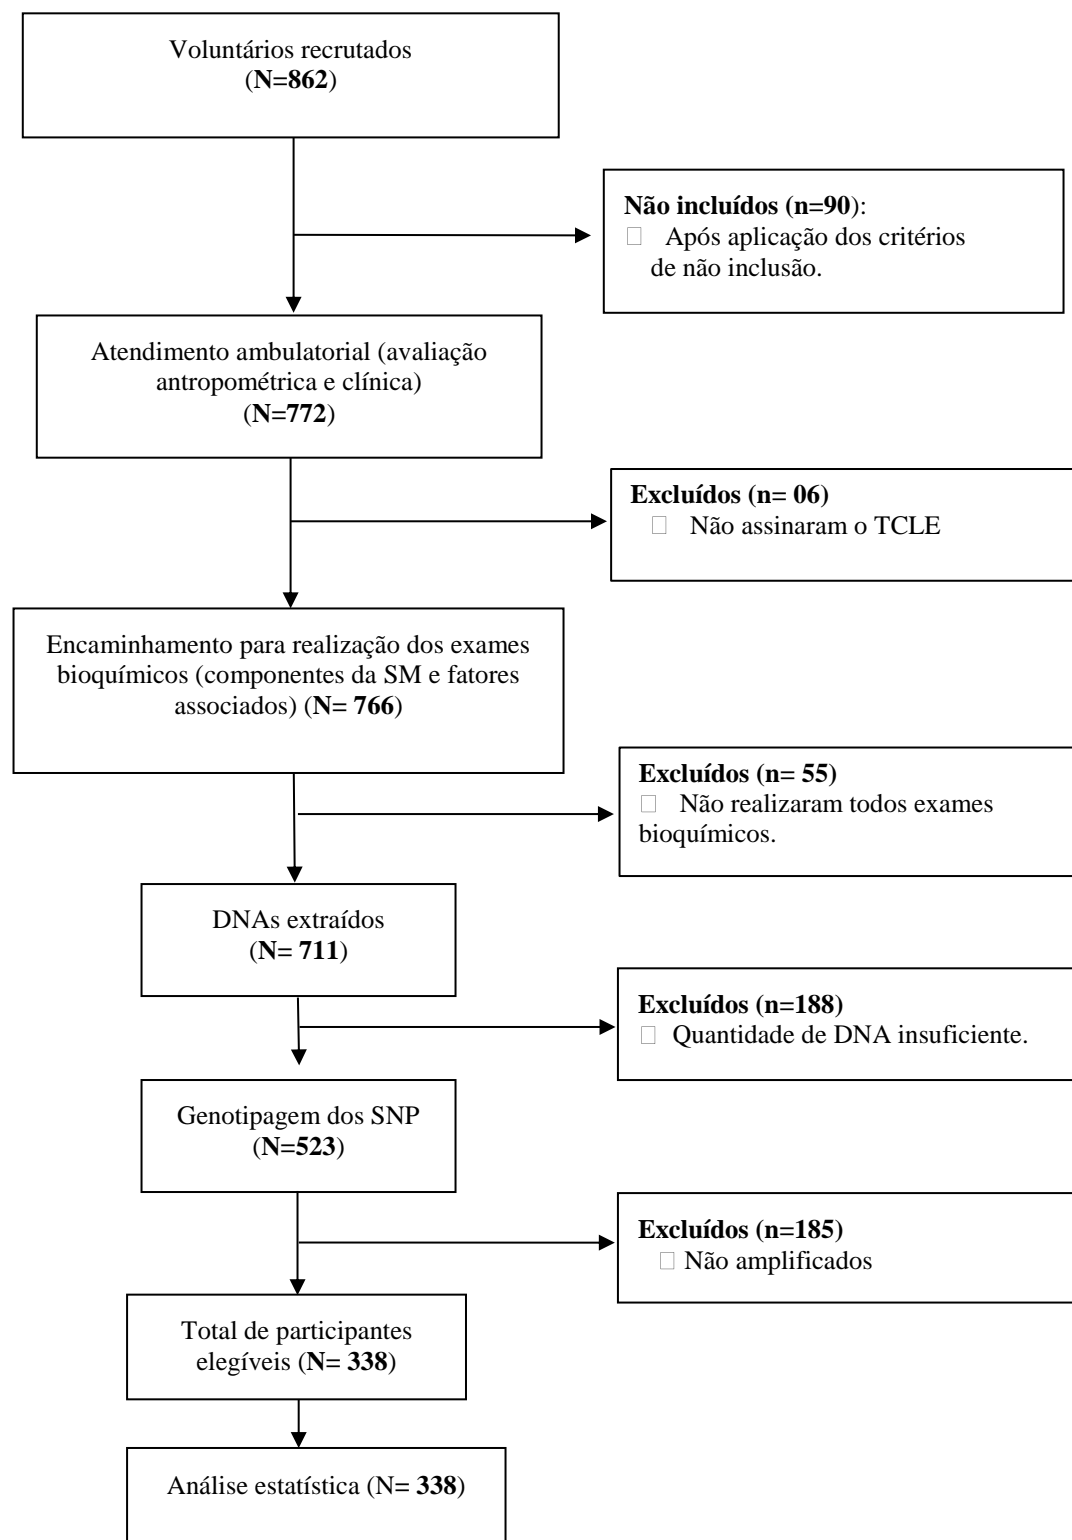 Voluntários recrutados
(N=862)
Não incluídos (n=90):
□ Após aplicação dos critérios
de não inclusão.
Atendimento ambulatorial (avaliação
antropométrica e clínica)
(N=772)
Excluídos (n= 06)
□ Não assinaram o TCLE
Encaminhamento para realização dos exames
bioquímicos (componentes da SM e fatores
associados) (N= 766)
Excluídos (n= 55)
□ Não realizaram todos exames
bioquímicos.
DNAs extraídos
(N= 711)
Excluídos (n=188)
□ Quantidade de DNA insuficiente.
Genotipagem dos SNP
(N=523)
Excluídos (n=185)
□ Não amplificados
Total de participantes
elegíveis (N= 338)
Análise estatística (N= 338)